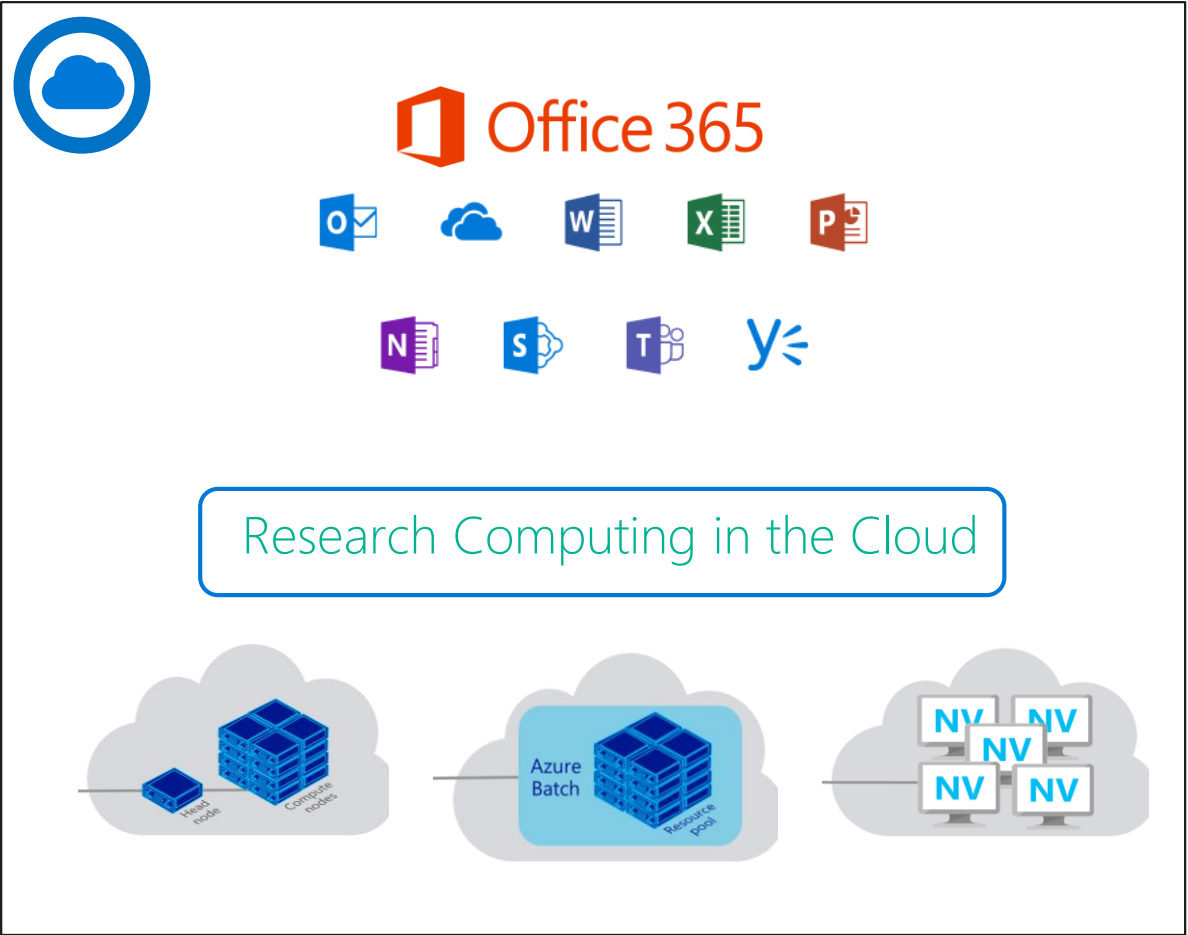 Office 365
O W X P
N S T y
Research Computing in the Cloud
Head
node
Compute
nodes
Azure
Batch
Resource
pool
NV NV
NV
NV NV